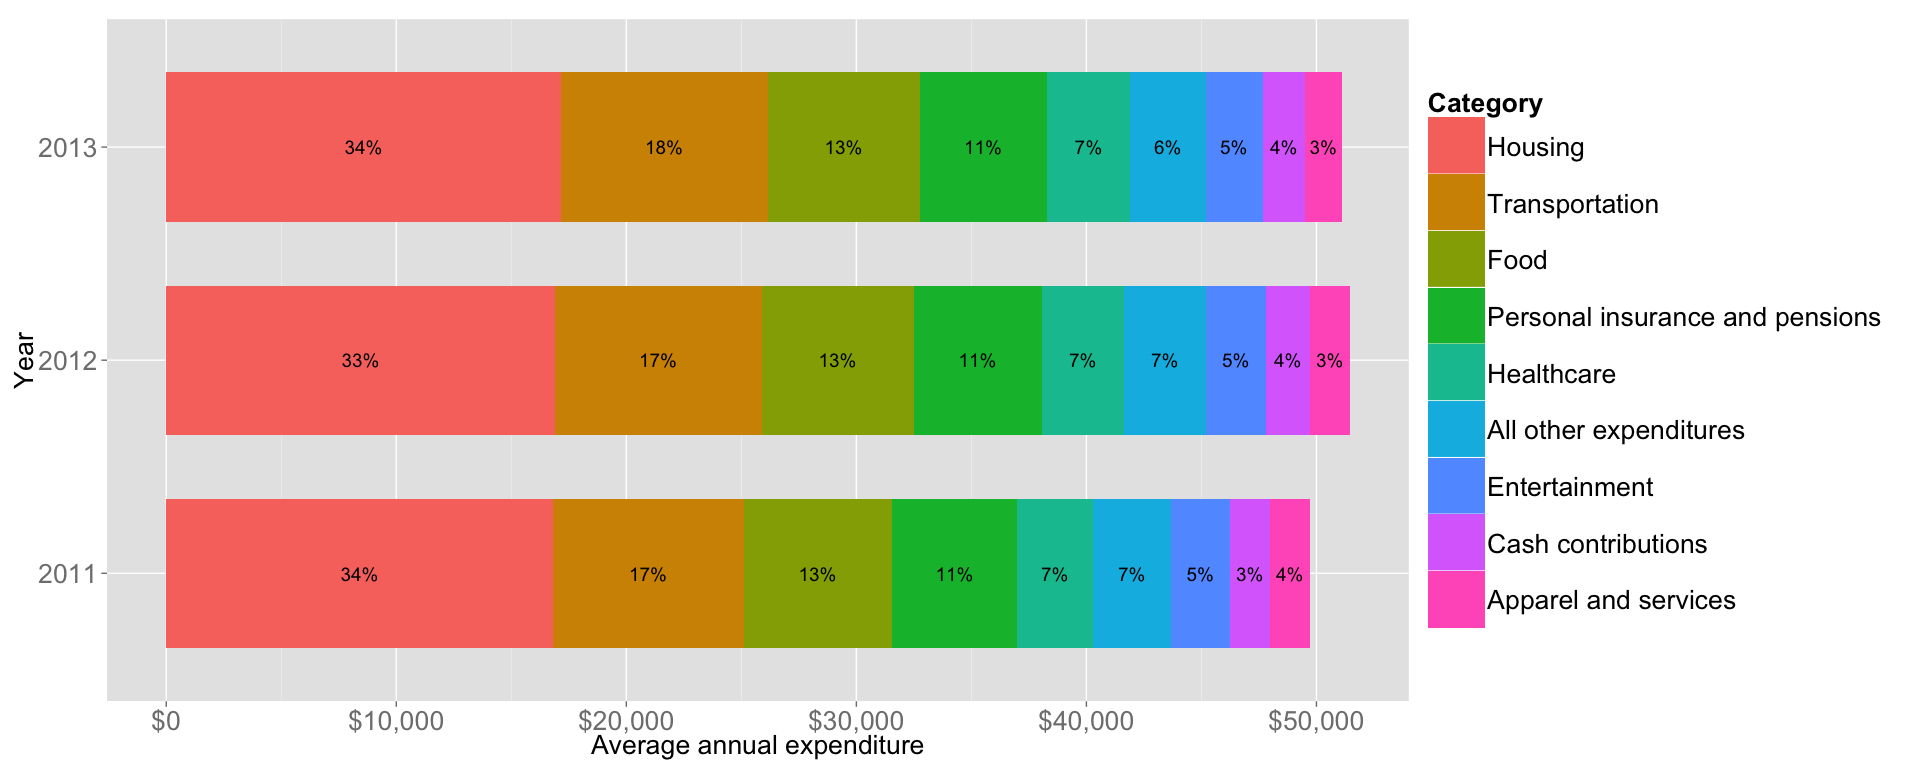 2013
34% 18% 13% 11% 7% 6% 5% 4% 3%
Year
2012
33% 17% 13% 11% 7% 7% 5% 4% 3%
2011
34% 17% 13% 11% 7% 7% 5% 3% 4%
$0 $10,000 $20,000 $30,000 $40,000 $50,000
Average annual expenditure
Category
Housing
Transportation
Food
Personal insurance and pensions
Healthcare
All other expenditures
Entertainment
Cash contributions
Apparel and services